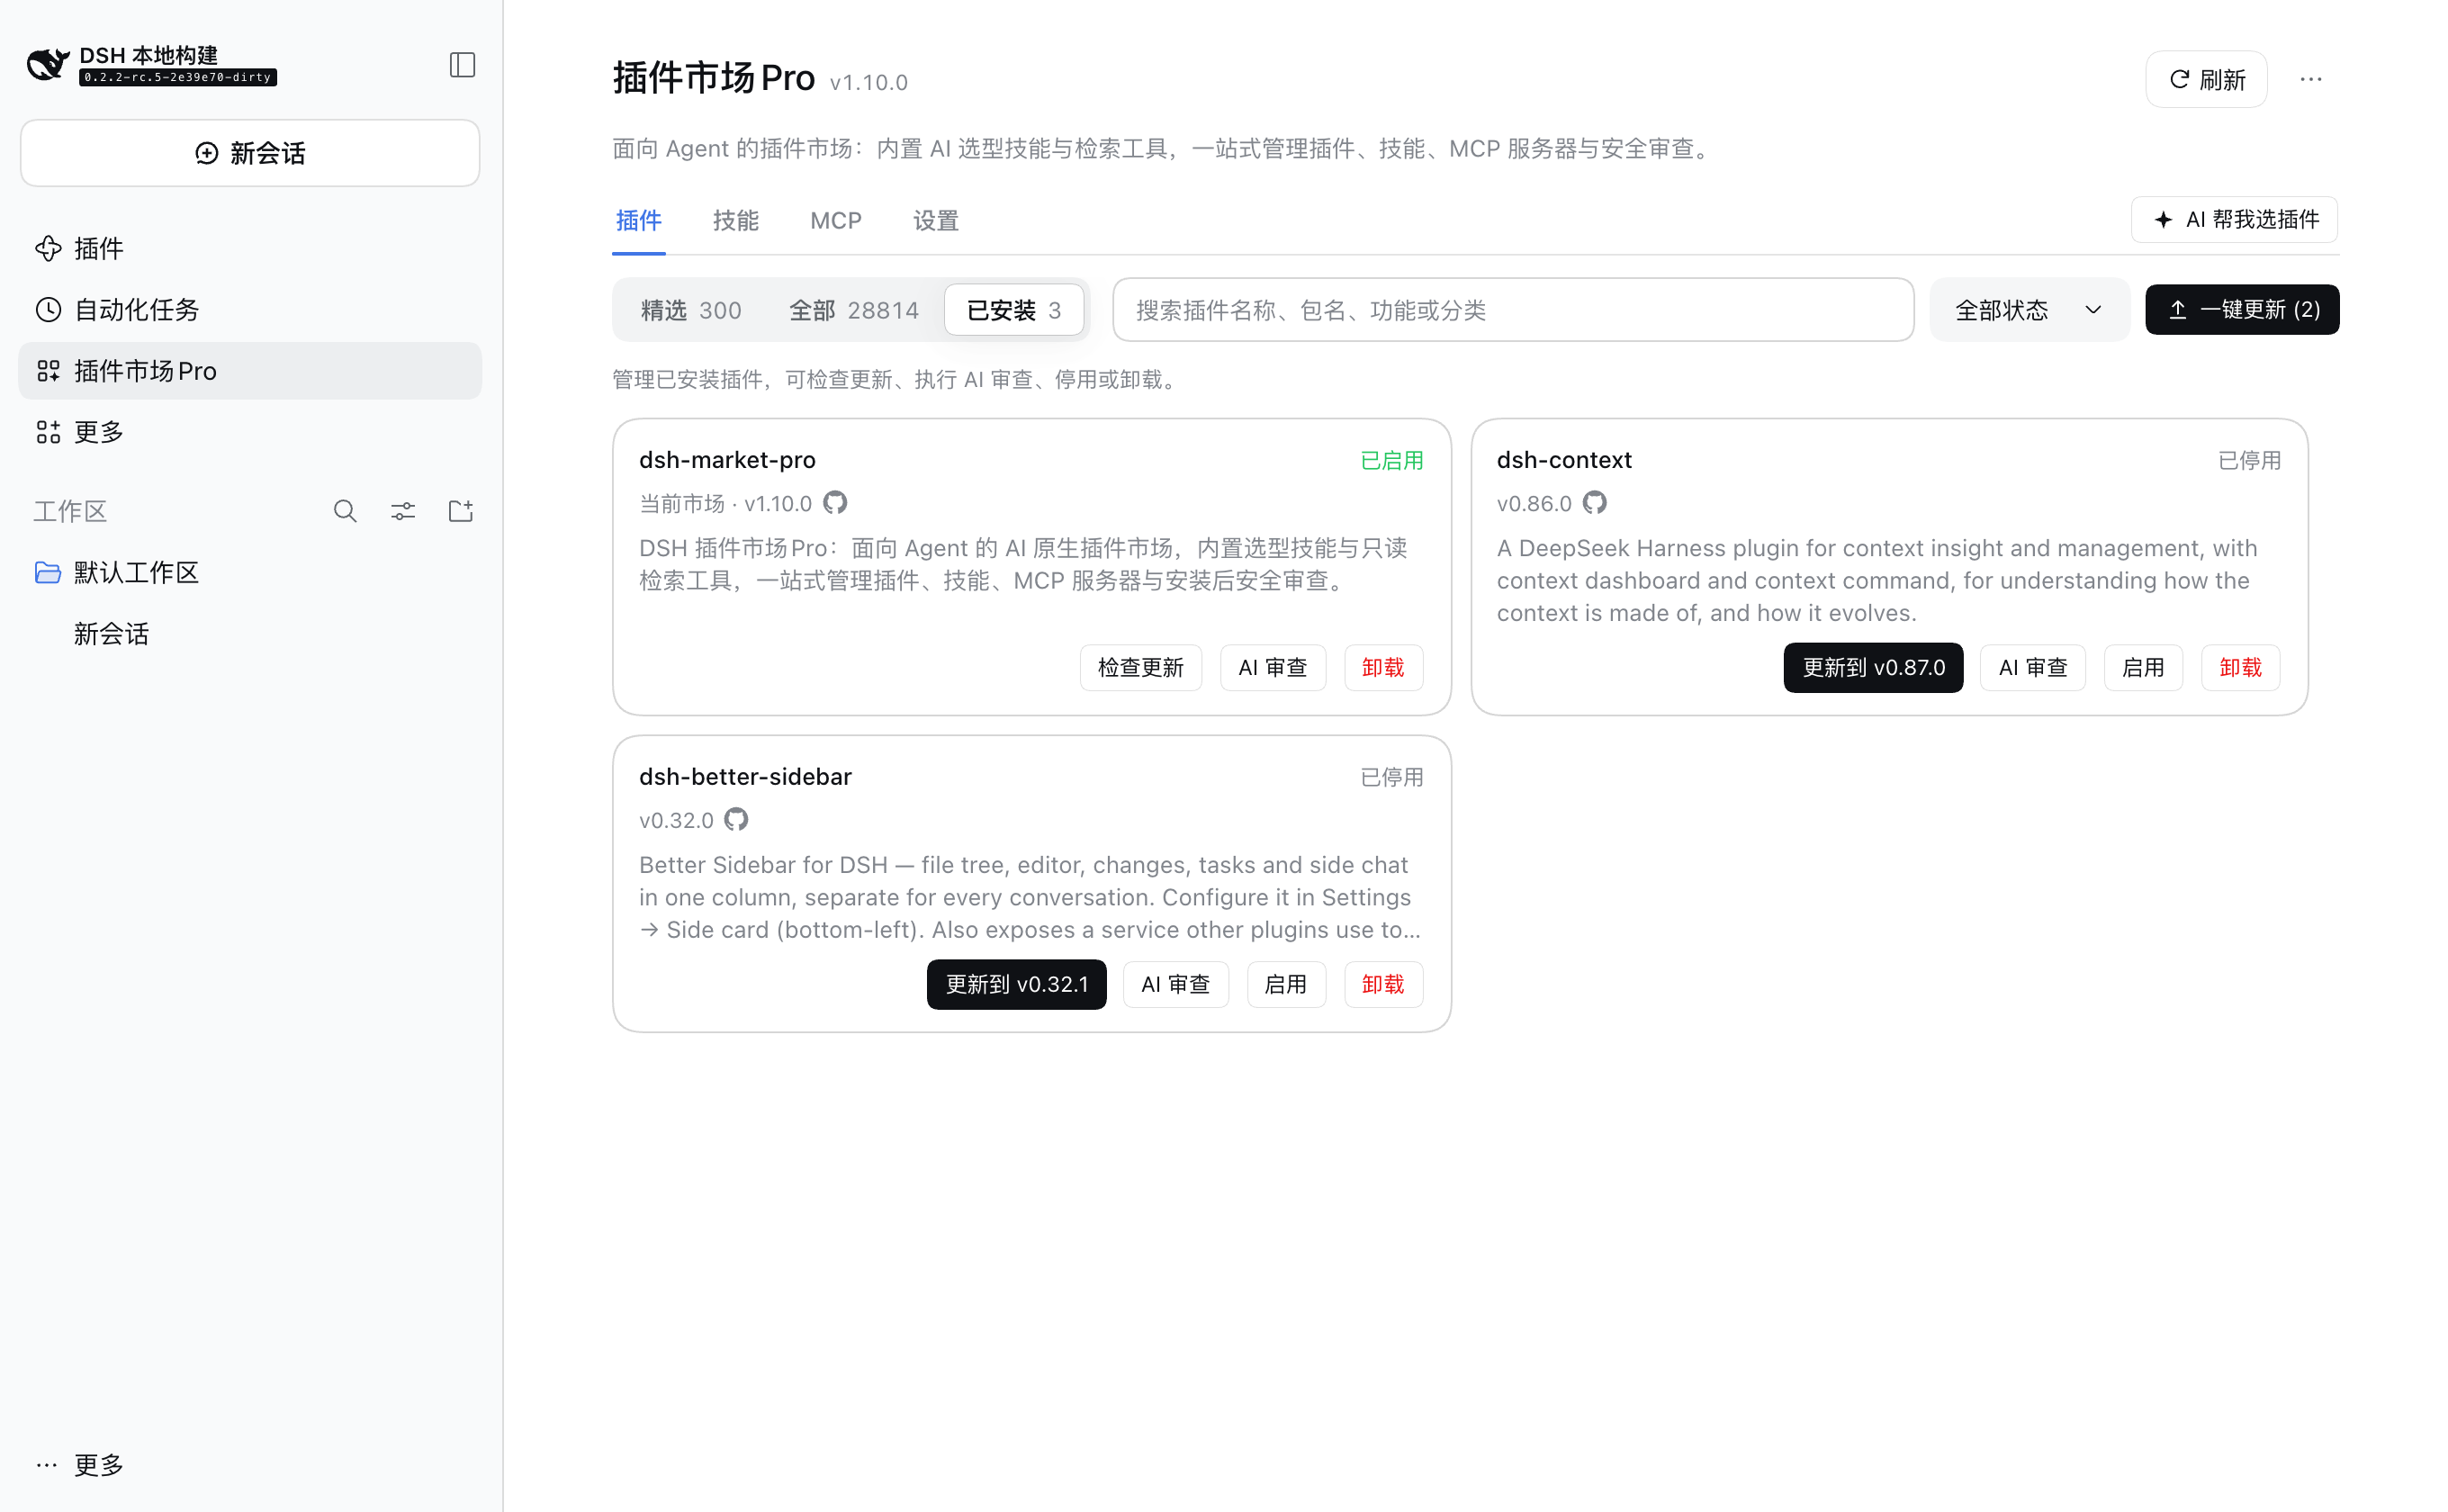 DSH 本地构建
0.2.2-rc.5-2e39e70-dirty
新会话
插件
自动化任务
插件市场Pro
更多
工作区
默认工作区
新会话
更多
插件市场Pro v1.10.0
刷新
面向 Agent 的插件市场：内置 AI 选型技能与检索工具，一站式管理插件、技能、MCP 服务器与安全审查。
插件 技能 MCP 设置
AI 帮我选插件
精选 300 全部 28814 已安装 3
搜索插件名称、包名、功能或分类
全部状态
一键更新 (2)
管理已安装插件，可检查更新、执行 AI 审查、停用或卸载。
dsh-market-pro 已启用
当前市场 · v1.10.0
DSH 插件市场Pro：面向 Agent 的 AI 原生插件市场，内置选型技能与只读
检索工具，一站式管理插件、技能、MCP 服务器与安装后安全审查。
检查更新 AI 审查 卸载
dsh-context 已停用
v0.86.0
A DeepSeek Harness plugin for context insight and management, with
context dashboard and context command, for understanding how the
context is made of, and how it evolves.
更新到 v0.87.0 AI 审查 启用 卸载
dsh-better-sidebar 已停用
v0.32.0
Better Sidebar for DSH — file tree, editor, changes, tasks and side chat
in one column, separate for every conversation. Configure it in Settings
→ Side card (bottom-left). Also exposes a service other plugins use to...
更新到 v0.32.1 AI 审查 启用 卸载